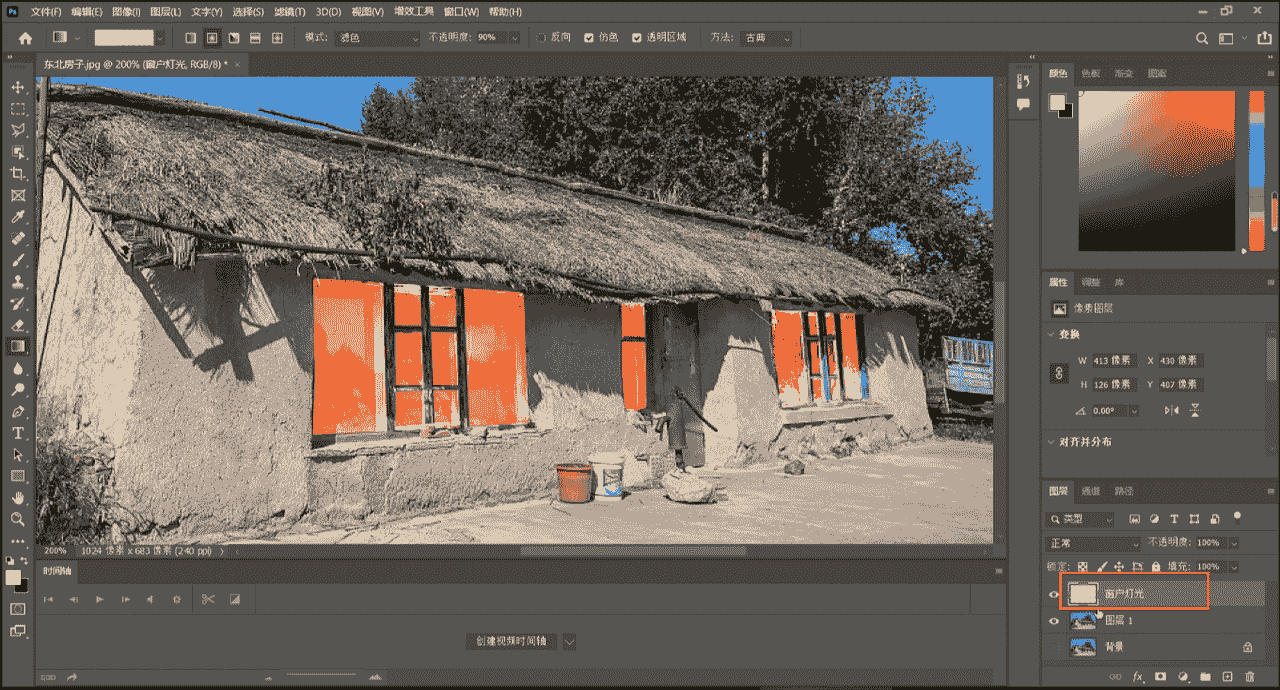 Ps 文件(F) 编辑(E) 图像(I) 图层(L) 文字(Y) 选择(S) 滤镜(T) 3D(D) 视图(V) 增效工具 窗口(W) 帮助(H)
模式: 滤色 不透明度: 90% 反向 仿色 透明区域 方法: 古典
东北房子.jpg @ 200% (窗户灯光, RGB/8) * ×
颜色 色板 渐变 图案
属性 调整 库
像素图层
变换
W 413 像素 X 430 像素
H 126 像素 Y 407 像素
0.00°
对齐并分布
图层 通道 路径
类型
正常 不透明度: 100%
锁定: 填充: 100%
窗户灯光
图层 1
背景
200% 1024 像素 x 683 像素 (240 ppi)
时间轴
创建视频时间轴